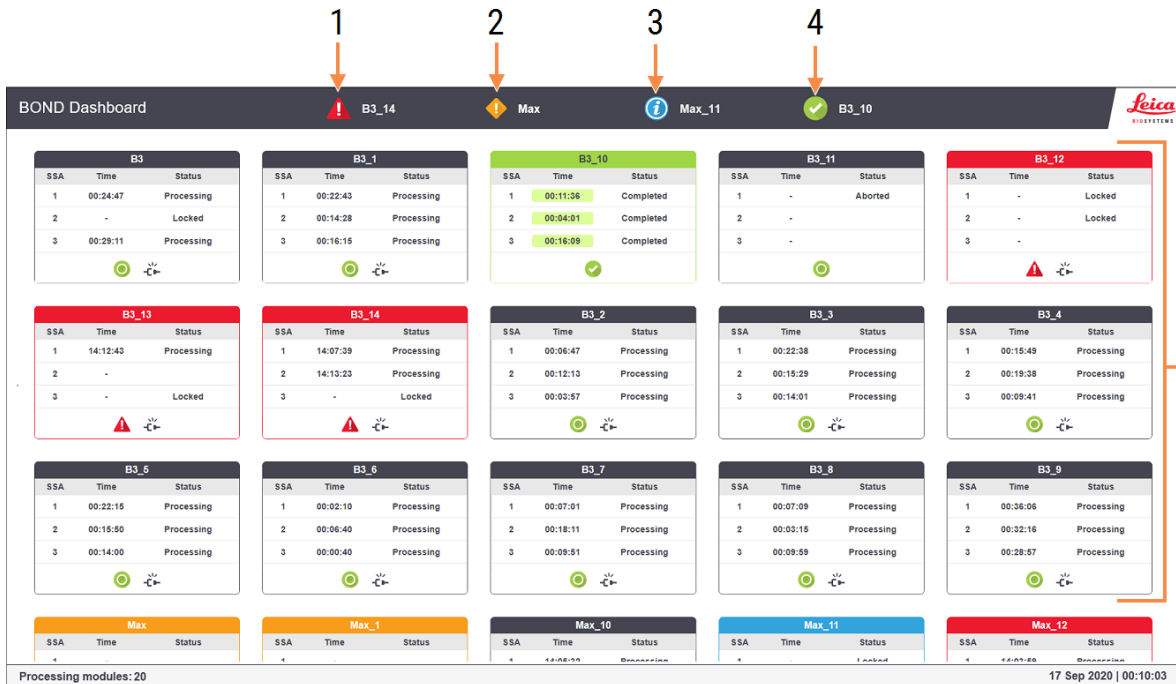 1 2 3 4
BOND Dashboard B3_14 Max Max_11 B3_10 Leica
BIOSYSTEMS
B3 B3_1 B3_10 B3_11 B3_12
SSA Time Status SSA Time Status SSA Time Status SSA Time Status SSA Time Status
1 00:24:47 Processing 1 00:22:43 Processing 1 00:11:36 Completed 1 - Aborted 1 - Locked
2 - Locked 2 00:14:28 Processing 2 00:04:01 Completed 2 - 2 - Locked
3 00:29:11 Processing 3 00:16:15 Processing 3 00:16:09 Completed 3 - 3 -
B3_13 B3_14 B3_2 B3_3 B3_4
SSA Time Status SSA Time Status SSA Time Status SSA Time Status SSA Time Status
1 14:12:43 Processing 1 14:07:39 Processing 1 00:06:47 Processing 1 00:22:38 Processing 1 00:15:49 Processing
2 - 2 14:13:23 Processing 2 00:12:13 Processing 2 00:15:29 Processing 2 00:19:38 Processing
3 - Locked 3 - Locked 3 00:03:57 Processing 3 00:14:01 Processing 3 00:09:41 Processing
B3_5 B3_6 B3_7 B3_8 B3_9
SSA Time Status SSA Time Status SSA Time Status SSA Time Status SSA Time Status
1 00:22:15 Processing 1 00:02:10 Processing 1 00:07:01 Processing 1 00:07:09 Processing 1 00:36:06 Processing
2 00:15:50 Processing 2 00:06:40 Processing 2 00:18:11 Processing 2 00:03:15 Processing 2 00:32:16 Processing
3 00:14:00 Processing 3 00:00:40 Processing 3 00:09:51 Processing 3 00:09:59 Processing 3 00:28:57 Processing
Max Max_1 Max_10 Max_11 Max_12
SSA Time Status SSA Time Status SSA Time Status SSA Time Status SSA Time Status
1 - 1 - 1 14:05:32 Processing 1 - Locked 1 14:03:59 Processing
Processing modules: 20 17 Sep 2020 | 00:10:03